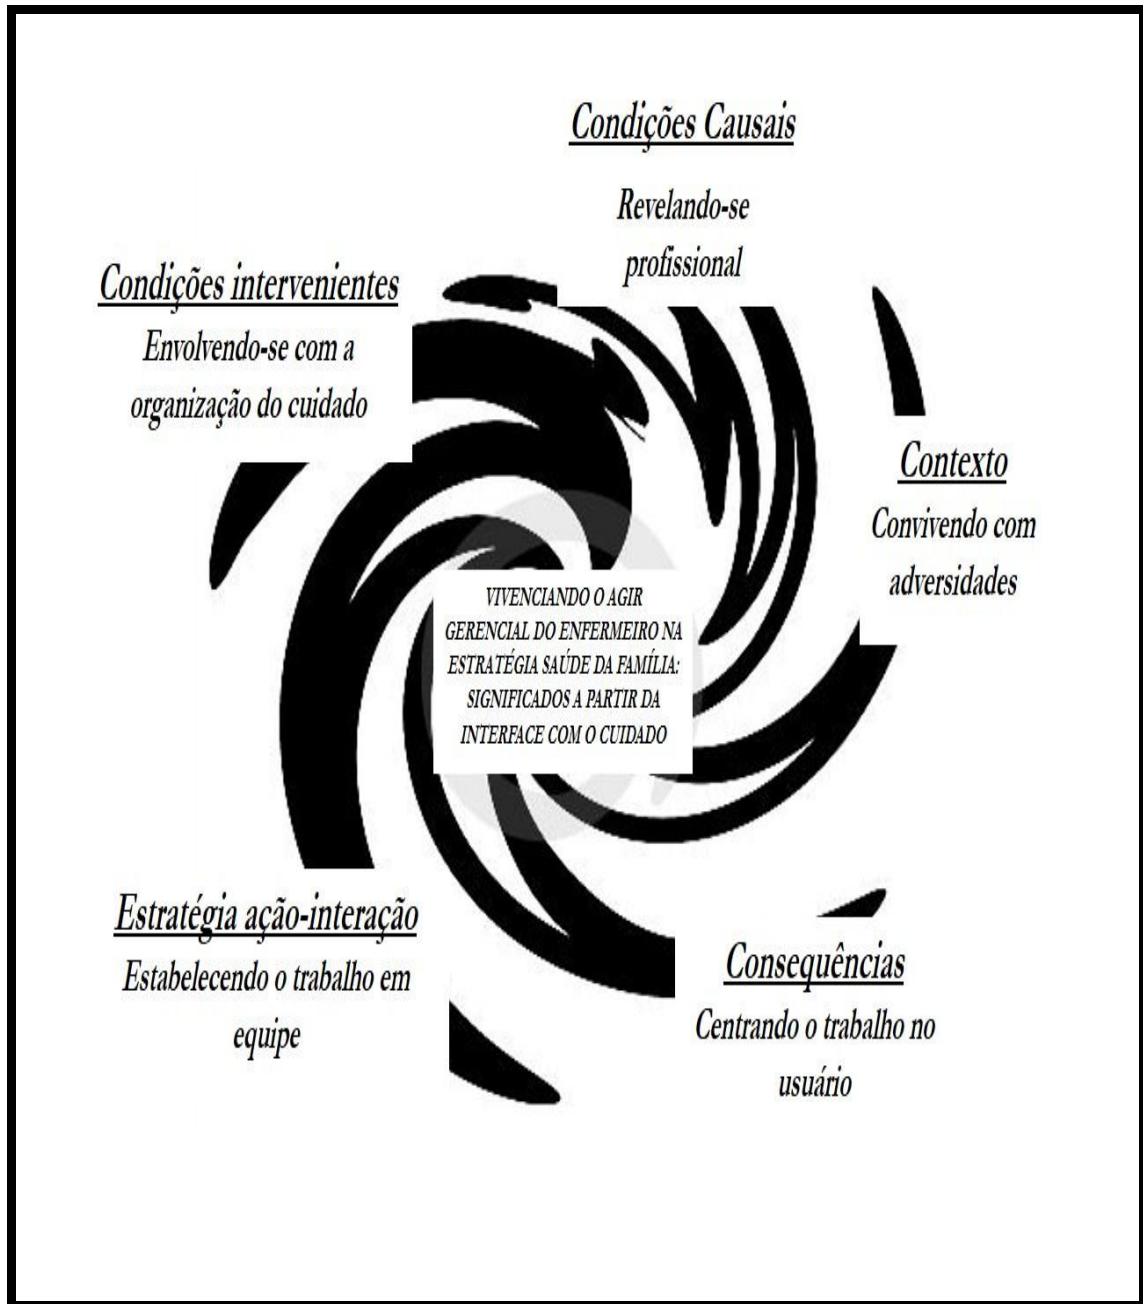 Condições Causais
Revelando-se
profissional
Condições intervenientes
Envolvendo-se com a
organização do cuidado
Contexto
Convivendo com
adversidades
VIVENCIANDO O AGIR
GERENCIAL DO ENFERMEIRO NA
ESTRATÉGIA SAÚDE DA FAMÍLIA:
SIGNIFICADOS A PARTIR DA
INTERFACE COM O CUIDADO
Estratégia ação-interação
Estabelecendo o trabalho em
equipe
Consequências
Centrando o trabalho no
usuário